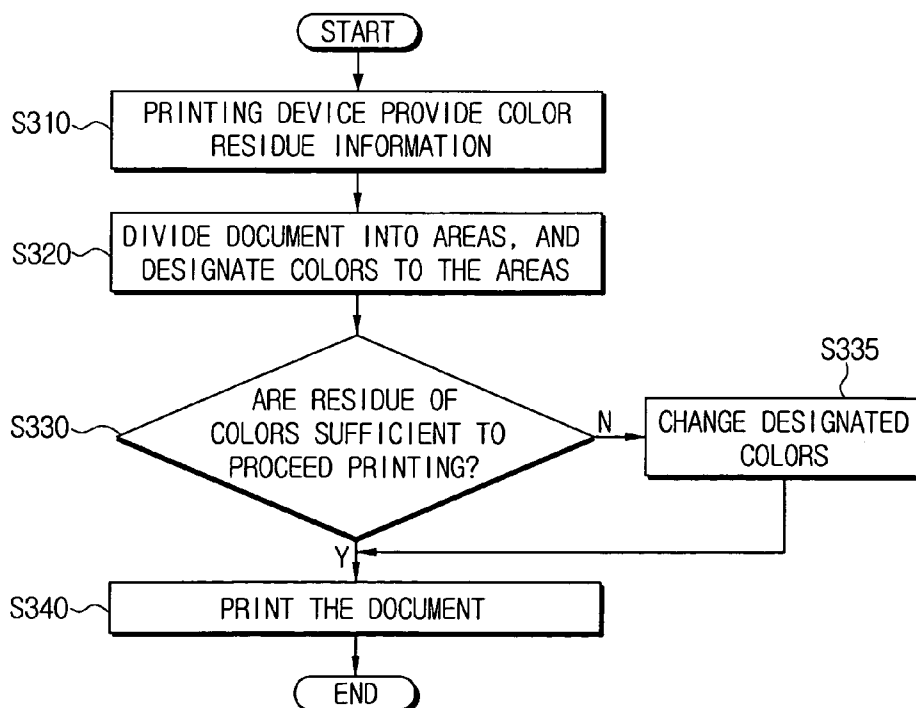 START
S310
PRINTING DEVICE PROVIDE COLOR
RESIDUE INFORMATION
S320
DIVIDE DOCUMENT INTO AREAS, AND
DESIGNATE COLORS TO THE AREAS
S330
ARE RESIDUE OF
COLORS SUFFICIENT TO
PROCEED PRINTING?
N
S335
CHANGE DESIGNATED
COLORS
Y
S340
PRINT THE DOCUMENT
END